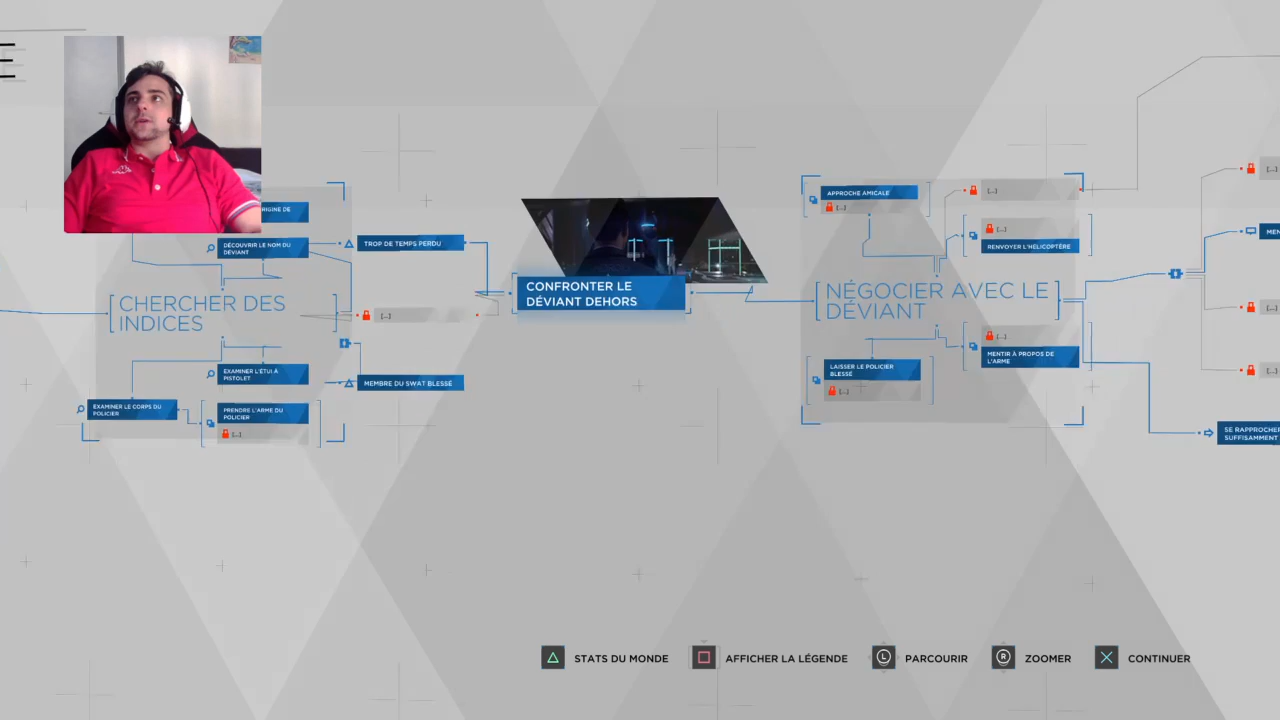 E
[...]
RIGINE DE
APPROCHE AMICALE
[...]
[...]
DÉCOUVRIR LE NOM DU
DÉVIANT
TROP DE TEMPS PERDU
[...]
RENVOYER L'HÉLICOPTÈRE
MEN
CONFRONTER LE
DÉVIANT DEHORS
NÉGOCIER AVEC LE
DÉVIANT
CHERCHER DES
INDICES
[...]
[...]
[...]
MENTIR À PROPOS DE
L'ARME
EXAMINER L'ÉTUI À
PISTOLET
MEMBRE DU SWAT BLESSÉ
LAISSER LE POLICIER
BLESSÉ
[...]
[...]
EXAMINER LE CORPS DU
POLICIER
PRENDRE L'ARME DU
POLICIER
[...]
SE RAPPROCHER
SUFFISAMMENT
STATS DU MONDE
AFFICHER LA LÉGENDE
L
PARCOURIR
R
ZOOMER
CONTINUER